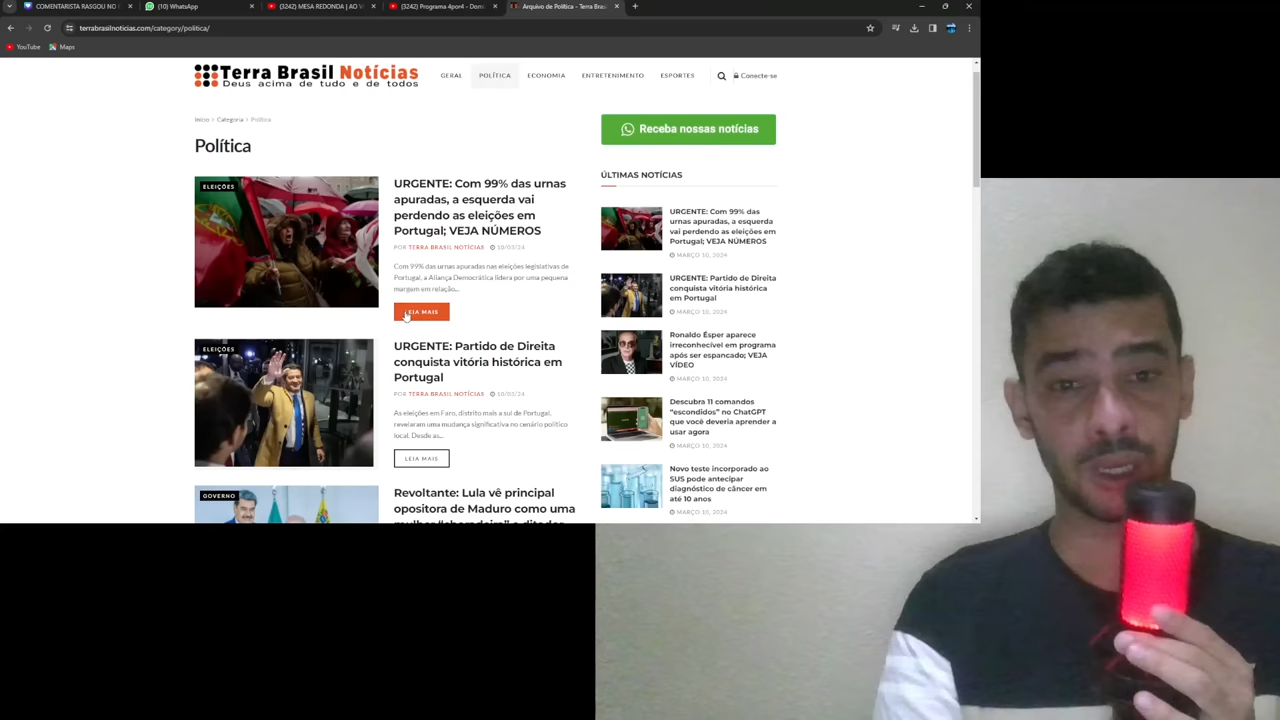 COMENTARISTA RASGOU NO
(10) WhatsApp
(3242) MESA REDONDA | AO
(3242) Programa 4por4 - Dom
Arquivo de Política - Terra Bras
terrabrasilnoticias.com/category/politica/
YouTube
Maps
Terra Brasil Notícias
Deus acima de tudo e de todos
GERAL
POLÍTICA
ECONOMIA
ENTRETENIMENTO
ESPORTES
Conecte-se
Início > Categoria > Política
Política
ELEIÇÕES
URGENTE: Com 99% das urnas
apuradas, a esquerda vai
perdendo as eleições em
Portugal; VEJA NÚMEROS
POR TERRA BRASIL NOTÍCIAS 10/03/24
Com 99% das urnas apuradas nas eleições legislativas de
Portugal, a Aliança Democrática lidera por uma pequena
margem em relação...
LEIA MAIS
ELEIÇÕES
URGENTE: Partido de Direita
conquista vitória histórica em
Portugal
POR TERRA BRASIL NOTÍCIAS 10/03/24
As eleições em Faro, distrito mais a sul de Portugal,
revelaram uma mudança significativa no cenário político
local. Desde as...
LEIA MAIS
GOVERNO
Revoltante: Lula vê principal
opositora de Maduro como uma
Receba nossas notícias
ÚLTIMAS NOTÍCIAS
URGENTE: Com 99% das
urnas apuradas, a esquerda
vai perdendo as eleições em
Portugal; VEJA NÚMEROS
MARÇO 10, 2024
URGENTE: Partido de Direita
conquista vitória histórica
em Portugal
MARÇO 10, 2024
Ronaldo Ésper aparece
irreconhecível em programa
após ser espancado; VEJA
VÍDEO
MARÇO 10, 2024
Descubra 11 comandos
“escondidos” no ChatGPT
que você deveria aprender a
usar agora
MARÇO 10, 2024
Novo teste incorporado ao
SUS pode antecipar
diagnóstico de câncer em
até 10 anos
MARÇO 10, 2024